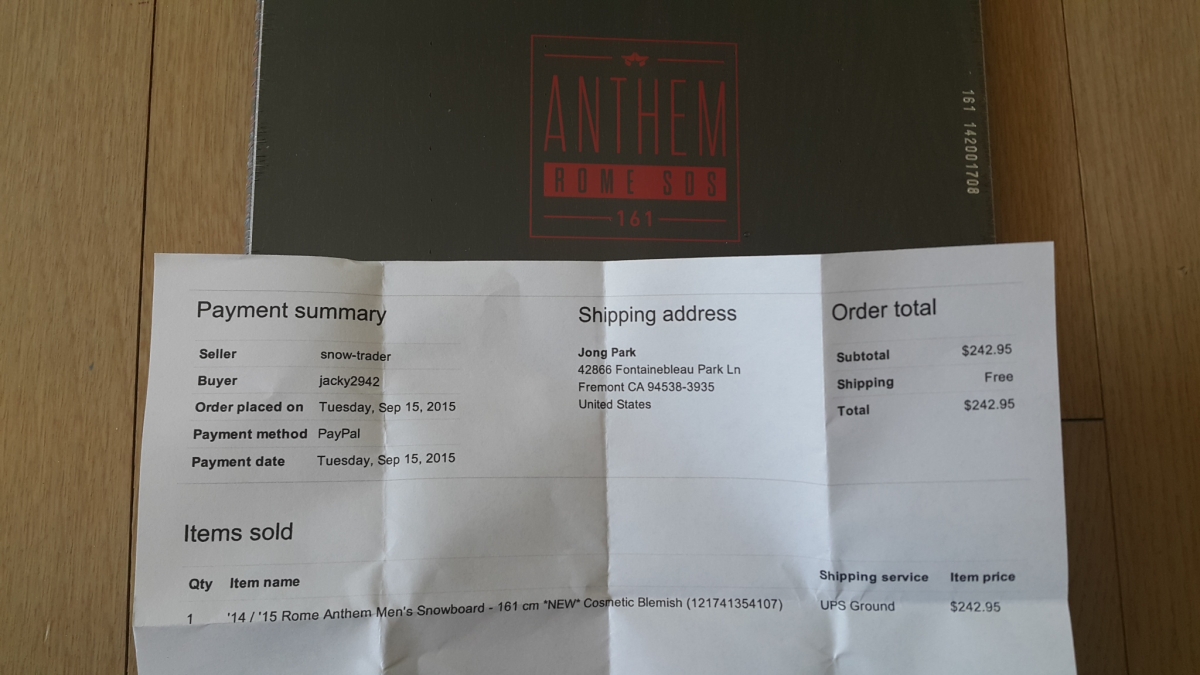 ANTHEM
ROME SDS
161
161 142001708
Payment summary
Seller snow-trader
Buyer jacky2942
Order placed on Tuesday, Sep 15, 2015
Payment method PayPal
Payment date Tuesday, Sep 15, 2015
Shipping address
Jong Park
42866 Fontainebleau Park Ln
Fremont CA 94538-3935
United States
Order total
Subtotal $242.95
Shipping Free
Total $242.95
Items sold
Qty Item name Shipping service Item price
1 '14 / '15 Rome Anthem Men's Snowboard - 161 cm *NEW* Cosmetic Blemish (121741354107) UPS Ground $242.95